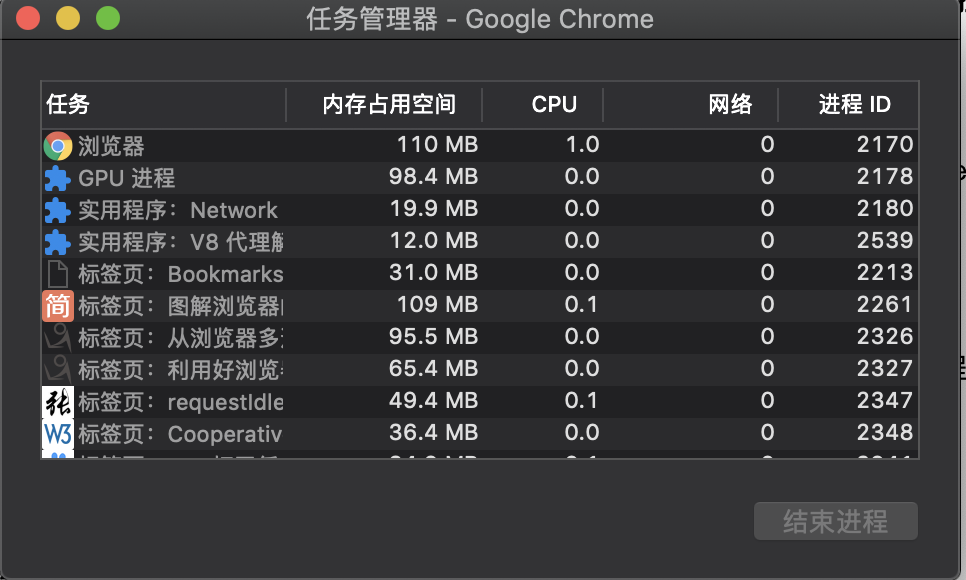 任务管理器 - Google Chrome
任务 内存占用空间 CPU 网络 进程 ID
浏览器 110 MB 1.0 0 2170
GPU 进程 98.4 MB 0.0 0 2178
实用程序：Network 19.9 MB 0.0 0 2180
实用程序：V8 代理解 12.0 MB 0.0 0 2539
标签页：Bookmarks 31.0 MB 0.0 0 2213
简 标签页：图解浏览器 109 MB 0.1 0 2261
标签页：从浏览器多 95.5 MB 0.0 0 2326
标签页：利用好浏览 65.4 MB 0.0 0 2327
张 标签页：requestIdle 49.4 MB 0.1 0 2347
W3 标签页：Cooperativ 36.4 MB 0.0 0 2348
结束进程